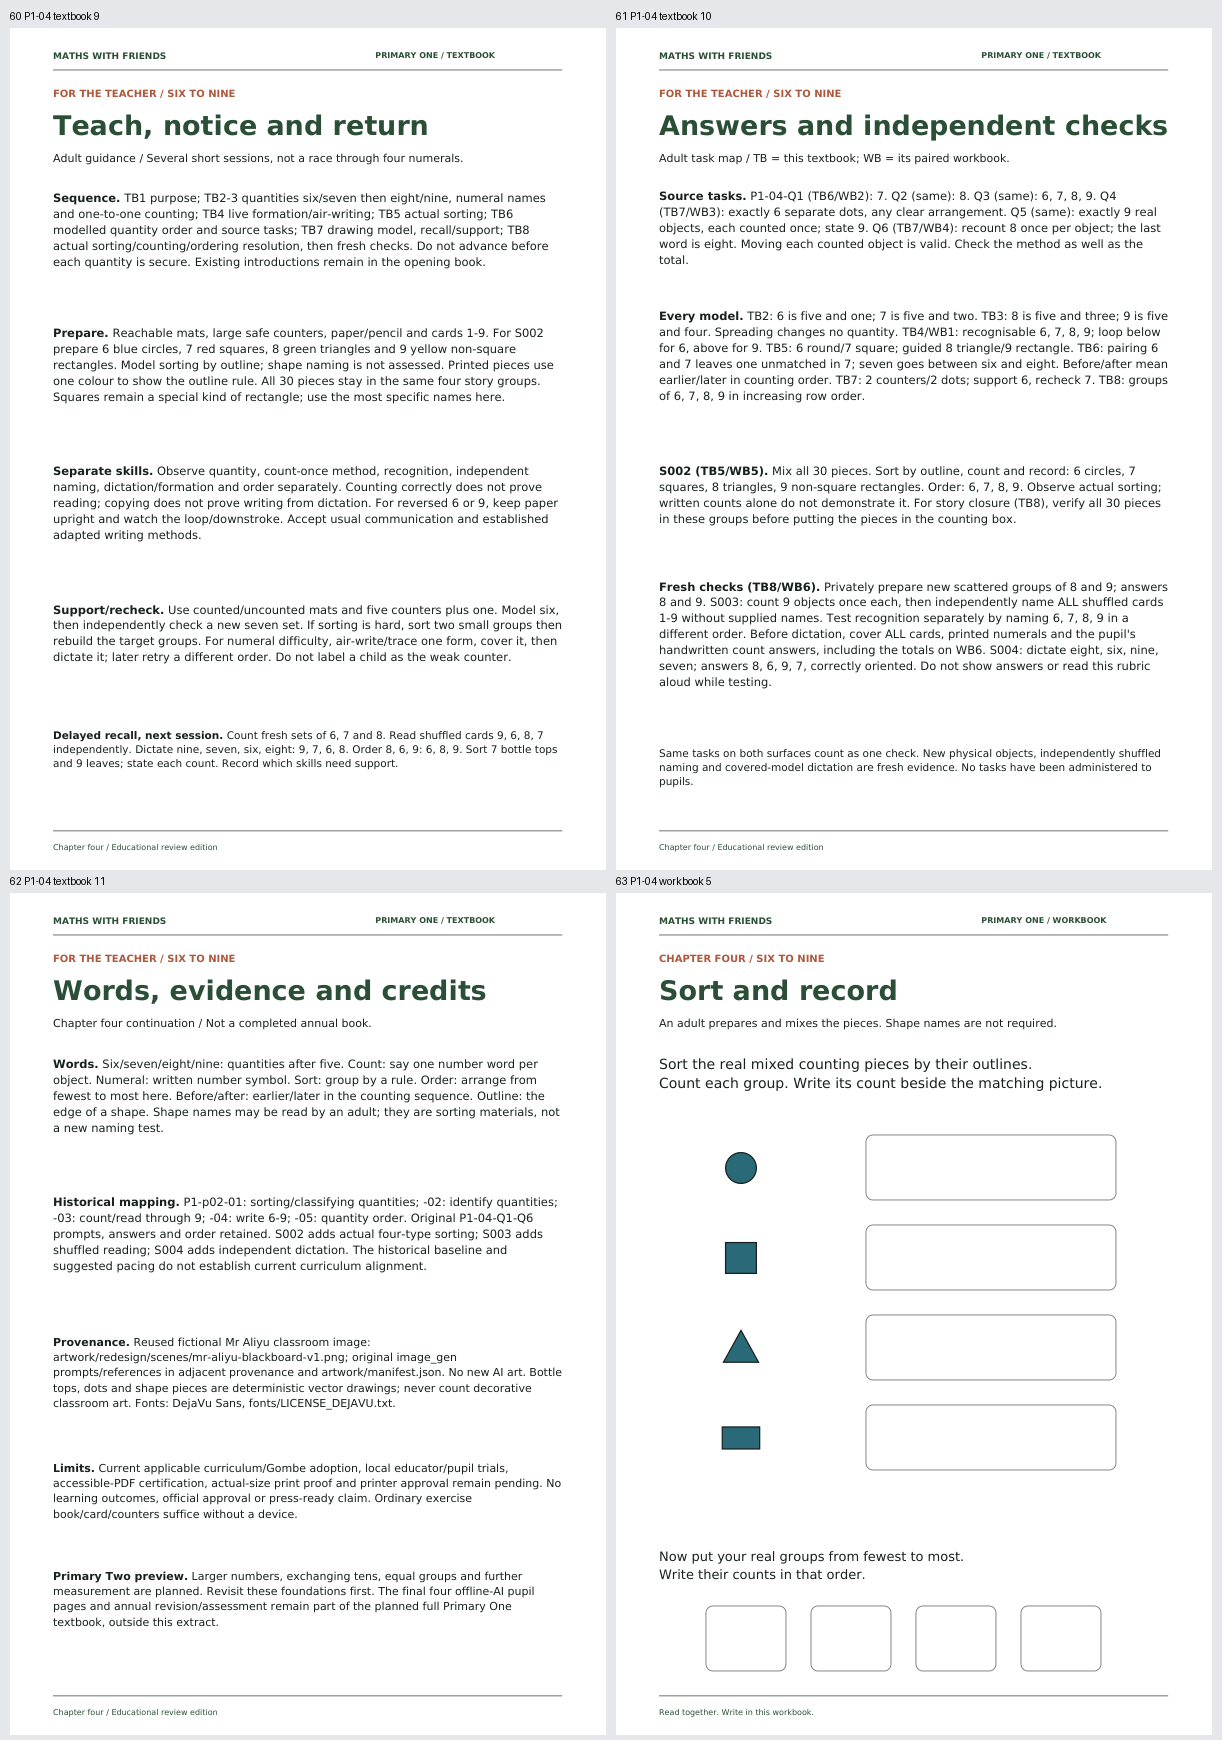 60 P1-04 textbook 9
MATHS WITH FRIENDS
PRIMARY ONE / TEXTBOOK
FOR THE TEACHER / SIX TO NINE
Teach, notice and return
Adult guidance / Several short sessions, not a race through four numerals.
Sequence. TB1 purpose; TB2-3 quantities six/seven then eight/nine, numeral names
and one-to-one counting; TB4 live formation/air-writing; TB5 actual sorting; TB6
modelled quantity order and source tasks; TB7 drawing model, recall/support; TB8
actual sorting/counting/ordering resolution, then fresh checks. Do not advance before
each quantity is secure. Existing introductions remain in the opening book.
Prepare. Reachable mats, large safe counters, paper/pencil and cards 1-9. For S002
prepare 6 blue circles, 7 red squares, 8 green triangles and 9 yellow non-square
rectangles. Model sorting by outline; shape naming is not assessed. Printed pieces use
one colour to show the outline rule. All 30 pieces stay in the same four story groups.
Squares remain a special kind of rectangle; use the most specific names here.
Separate skills. Observe quantity, count-once method, recognition, independent
naming, dictation/formation and order separately. Counting correctly does not prove
reading; copying does not prove writing from dictation. For reversed 6 or 9, keep paper
upright and watch the loop/downstroke. Accept usual communication and established
adapted writing methods.
Support/recheck. Use counted/uncounted mats and five counters plus one. Model six,
then independently check a new seven set. If sorting is hard, sort two small groups then
rebuild the target groups. For numeral difficulty, air-write/trace one form, cover it, then
dictate it; later retry a different order. Do not label a child as the weak counter.
Delayed recall, next session. Count fresh sets of 6, 7 and 8. Read shuffled cards 9, 6, 8, 7
independently. Dictate nine, seven, six, eight: 9, 7, 6, 8. Order 8, 6, 9: 6, 8, 9. Sort 7 bottle tops
and 9 leaves; state each count. Record which skills need support.
Chapter four / Educational review edition
61 P1-04 textbook 10
MATHS WITH FRIENDS
PRIMARY ONE / TEXTBOOK
FOR THE TEACHER / SIX TO NINE
Answers and independent checks
Adult task map / TB = this textbook; WB = its paired workbook.
Source tasks. P1-04-Q1 (TB6/WB2): 7. Q2 (same): 8. Q3 (same): 6, 7, 8, 9. Q4
(TB7/WB3): exactly 6 separate dots, any clear arrangement. Q5 (same): exactly 9 real
objects, each counted once; state 9. Q6 (TB7/WB4): recount 8 once per object; the last
word is eight. Moving each counted object is valid. Check the method as well as the
total.
Every model. TB2: 6 is five and one; 7 is five and two. TB3: 8 is five and three; 9 is five
and four. Spreading changes no quantity. TB4/WB1: recognisable 6, 7, 8, 9; loop below
for 6, above for 9. TB5: 6 round/7 square; guided 8 triangle/9 rectangle. TB6: pairing 6
and 7 leaves one unmatched in 7; seven goes between six and eight. Before/after mean
earlier/later in counting order. TB7: 2 counters/2 dots; support 6, recheck 7. TB8: groups
of 6, 7, 8, 9 in increasing row order.
S002 (TB5/WB5). Mix all 30 pieces. Sort by outline, count and record: 6 circles, 7
squares, 8 triangles, 9 non-square rectangles. Order: 6, 7, 8, 9. Observe actual sorting;
written counts alone do not demonstrate it. For story closure (TB8), verify all 30 pieces
in these groups before putting the pieces in the counting box.
Fresh checks (TB8/WB6). Privately prepare new scattered groups of 8 and 9; answers
8 and 9. S003: count 9 objects once each, then independently name ALL shuffled cards
1-9 without supplied names. Test recognition separately by naming 6, 7, 8, 9 in a
different order. Before dictation, cover ALL cards, printed numerals and the pupil's
handwritten count answers, including the totals on WB6. S004: dictate eight, six, nine,
seven; answers 8, 6, 9, 7, correctly oriented. Do not show answers or read this rubric
aloud while testing.
Same tasks on both surfaces count as one check. New physical objects, independently shuffled
naming and covered-model dictation are fresh evidence. No tasks have been administered to
pupils.
Chapter four / Educational review edition
62 P1-04 textbook 11
MATHS WITH FRIENDS
PRIMARY ONE / TEXTBOOK
FOR THE TEACHER / SIX TO NINE
Words, evidence and credits
Chapter four continuation / Not a completed annual book.
Words. Six/seven/eight/nine: quantities after five. Count: say one number word per
object. Numeral: written number symbol. Sort: group by a rule. Order: arrange from
fewest to most here. Before/after: earlier/later in the counting sequence. Outline: the
edge of a shape. Shape names may be read by an adult; they are sorting materials, not
a new naming test.
Historical mapping. P1-p02-01: sorting/classifying quantities; -02: identify quantities;
-03: count/read through 9; -04: write 6-9; -05: quantity order. Original P1-04-Q1-Q6
prompts, answers and order retained. S002 adds actual four-type sorting; S003 adds
shuffled reading; S004 adds independent dictation. The historical baseline and
suggested pacing do not establish current curriculum alignment.
Provenance. Reused fictional Mr Aliyu classroom image:
artwork/redesign/scenes/mr-aliyu-blackboard-v1.png; original image_gen
prompts/references in adjacent provenance and artwork/manifest.json. No new AI art. Bottle
tops, dots and shape pieces are deterministic vector drawings; never count decorative
classroom art. Fonts: DejaVu Sans, fonts/LICENSE_DEJAVU.txt.
Limits. Current applicable curriculum/Gombe adoption, local educator/pupil trials,
accessible-PDF certification, actual-size print proof and printer approval remain pending. No
learning outcomes, official approval or press-ready claim. Ordinary exercise
book/card/counters suffice without a device.
Primary Two preview. Larger numbers, exchanging tens, equal groups and further
measurement are planned. Revisit these foundations first. The final four offline-AI pupil
pages and annual revision/assessment remain part of the planned full Primary One
textbook, outside this extract.
Chapter four / Educational review edition
63 P1-04 workbook 5
MATHS WITH FRIENDS
PRIMARY ONE / WORKBOOK
CHAPTER FOUR / SIX TO NINE
Sort and record
An adult prepares and mixes the pieces. Shape names are not required.
Sort the real mixed counting pieces by their outlines.
Count each group. Write its count beside the matching picture.
Now put your real groups from fewest to most.
Write their counts in that order.
Read together. Write in this workbook.